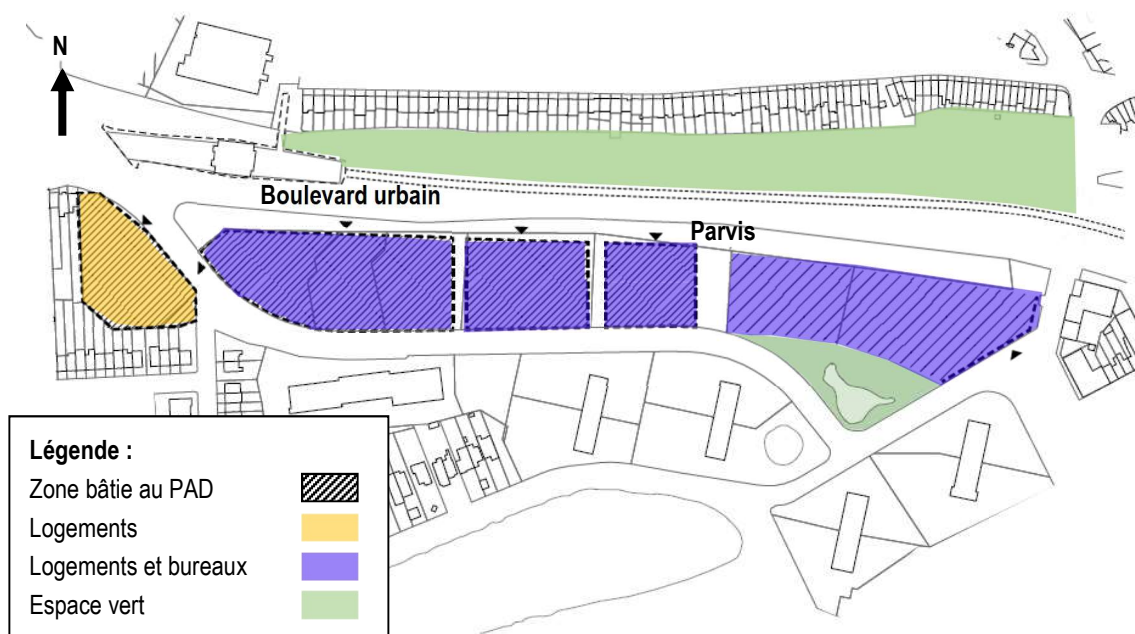 N
Boulevard urbain
Parvis
Légende :
Zone bâtie au PAD
Logements
Logements et bureaux
Espace vert